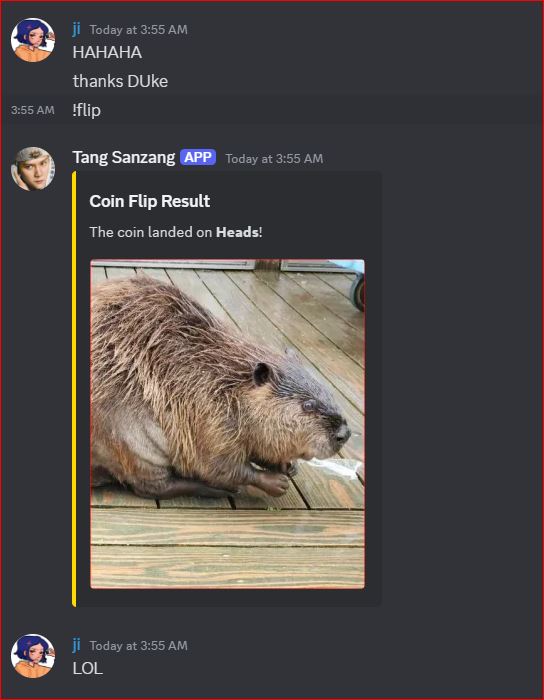 ji Today at 3:55 AM
HAHAHA
thanks DUke
3:55 AM !flip
Tang Sanzang APP Today at 3:55 AM
Coin Flip Result
The coin landed on Heads!
ji Today at 3:55 AM
LOL